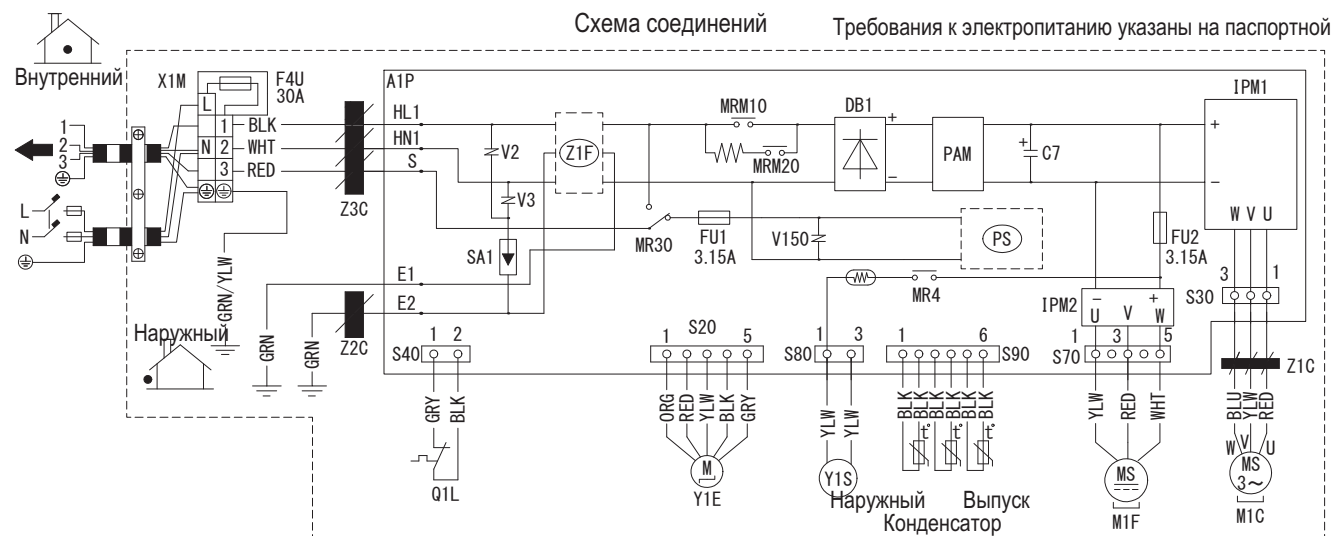 Схема соединений
Требования к электропитанию указаны на паспортной
Внутренний
X1M
F4U
30A
A1P
IPM1
L
HL1
MRM10
DB1
1
1
BLK
HN1
V2
Z1F
+
+
+
2
N
2
WHT
S
MRM20
PAM
C7
3
3
RED
V3
-
-
Z3C
W V U
L
FU1
3.15A
V150
PS
FU2
3.15A
N
MR30
SA1
GRN/YLW
E1
MR4
3
1
E2
IPM2
-
+
S30
U
V
W
Наружный
GRN
GRN
Z2C
S40
1
2
S20
1
5
S80
1
3
1
6
S90
1
3
5
S70
Z1C
GRY
BLK
ORG
RED
YLW
BLK
GRY
YLW
YLW
BLK
BLK
BLK
BLK
BLK
BLK
YLW
RED
WHT
BLU
YLW
RED
t°
t°
t°
W
V
U
Q1L
M
Y1E
Y1S
Наружный
Выпуск
Конденсатор
MS
M1F
MS
3~
M1C